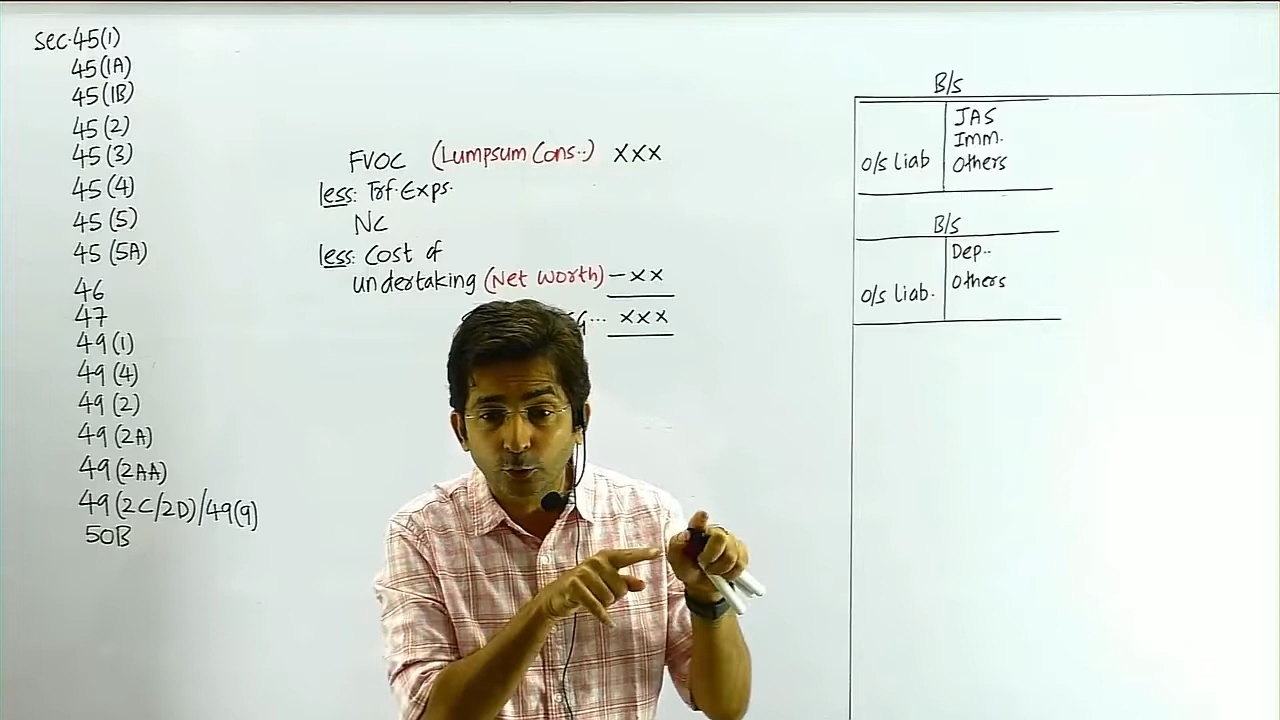 Sec. 45(1)
45(1A)
45(1B)
45(2)
45(3)
45(4)
45(5)
45(5A)
46
47
49(1)
49(4)
49(2)
49(2A)
49(2AA)
49(2C/2D)/49(9)
50B
FVOC (Lumpsum Cons..) XXX
less: Trf. Exps.
NC
less: Cost of
undertaking (Net Worth) -XX
G... XXX
B/S
JAS
Imm.
O/s Liab Others
B/S
Dep..
O/s Liab. Others